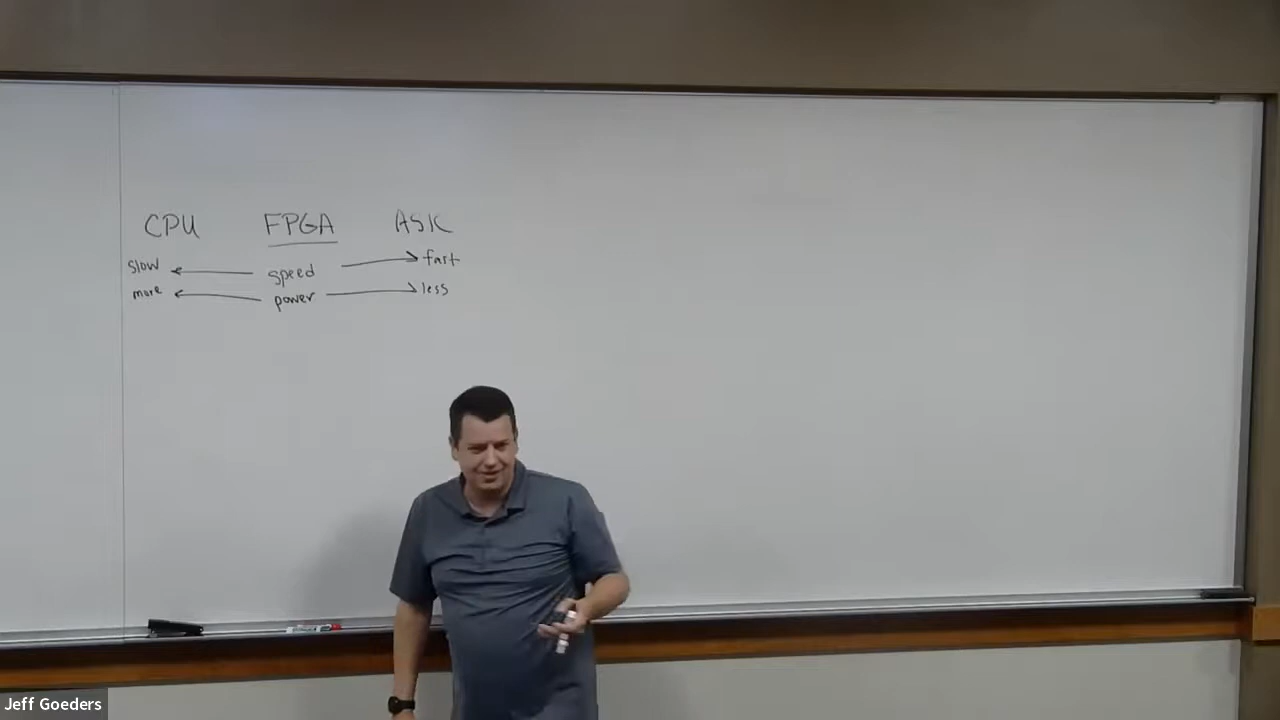 CPU FPGA ASIC
slow speed fast
more power less
Jeff Goeders